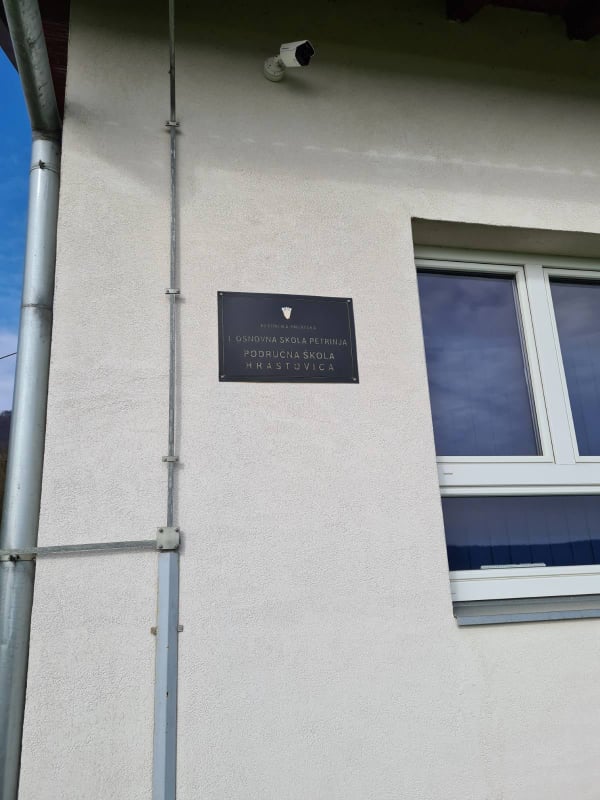 REPUBLIKA HRVATSKA
I. OSNOVNA ŠKOLA PETRINJA
PODRUČNA ŠKOLA
HRASTOVICA